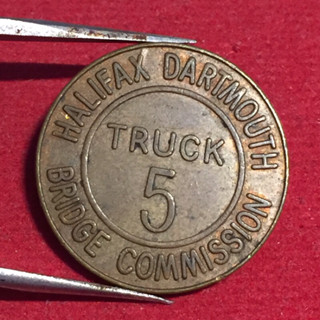 HALIFAX DARTMOUTH
TRUCK
5
BRIDGE COMMISSION